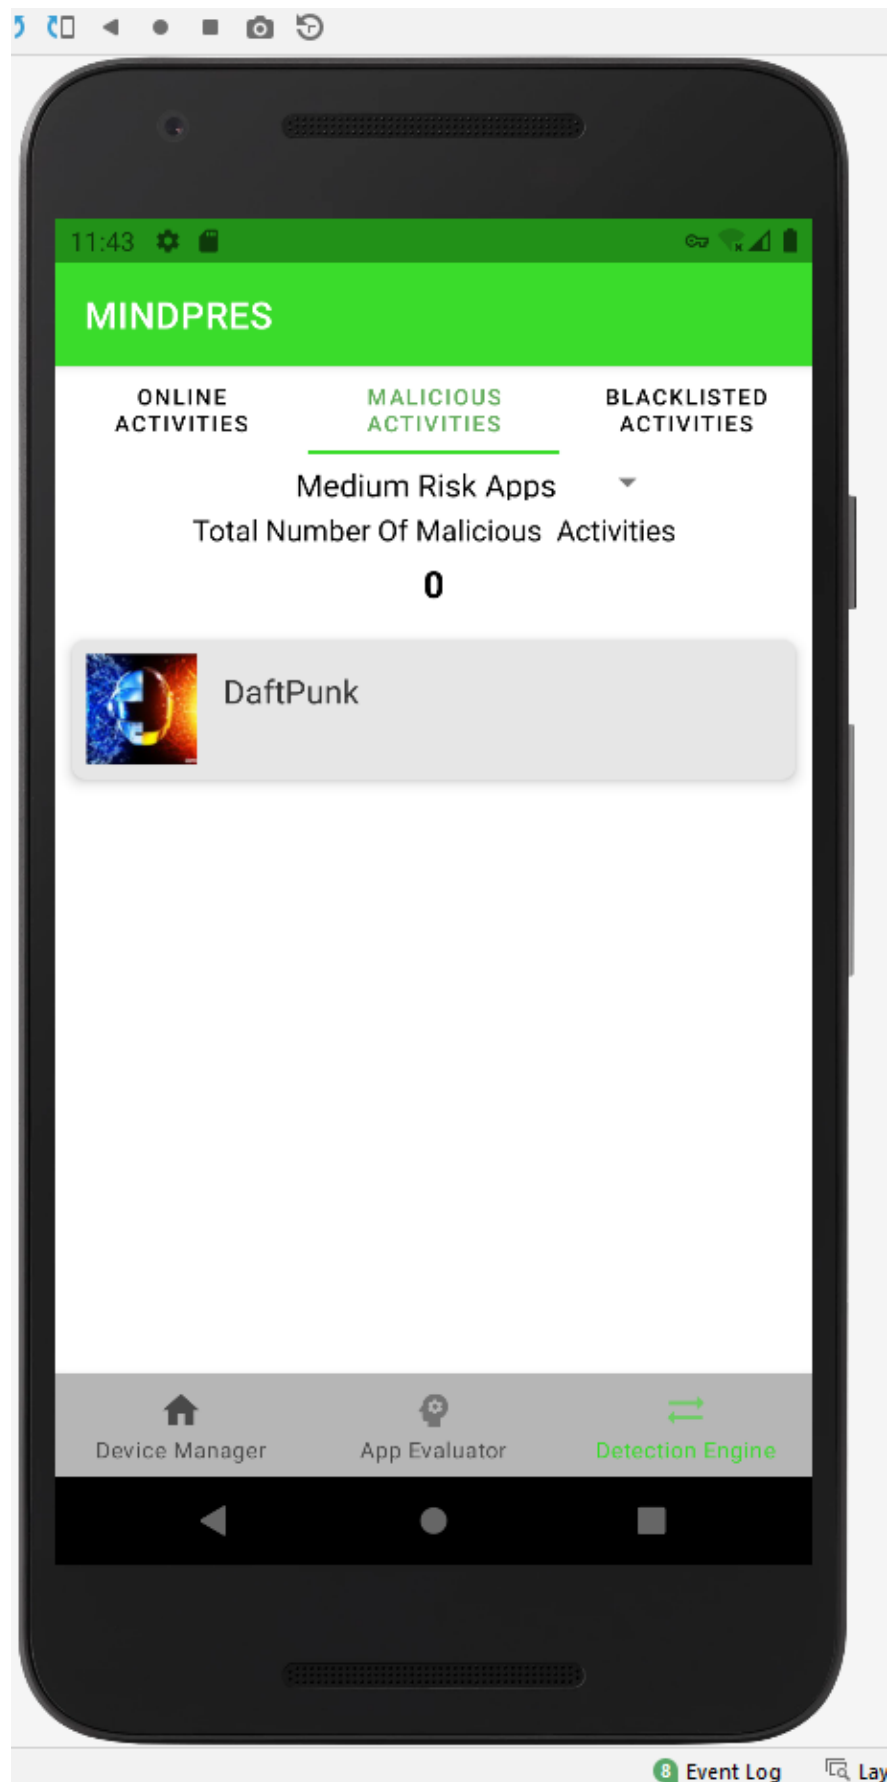 11:43
MINDPRES
ONLINE
ACTIVITIES
MALICIOUS
ACTIVITIES
BLACKLISTED
ACTIVITIES
Medium Risk Apps
Total Number Of Malicious Activities
0
DaftPunk
Device Manager
App Evaluator
Detection Engine
8 Event Log
Lay